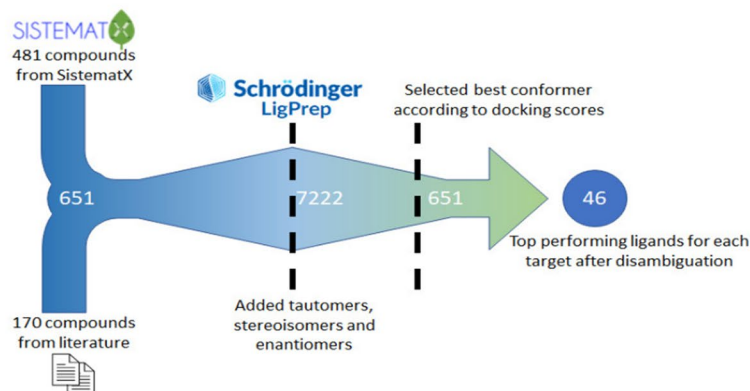 SISTEMATX
481 compounds
from SistematX
Schrödinger
LigPrep
Selected best conformer
according to docking scores
651
7222
651
46
Top performing ligands for each
target after disambiguation
Added tautomers,
stereoisomers and
enantiomers
170 compounds
from literature